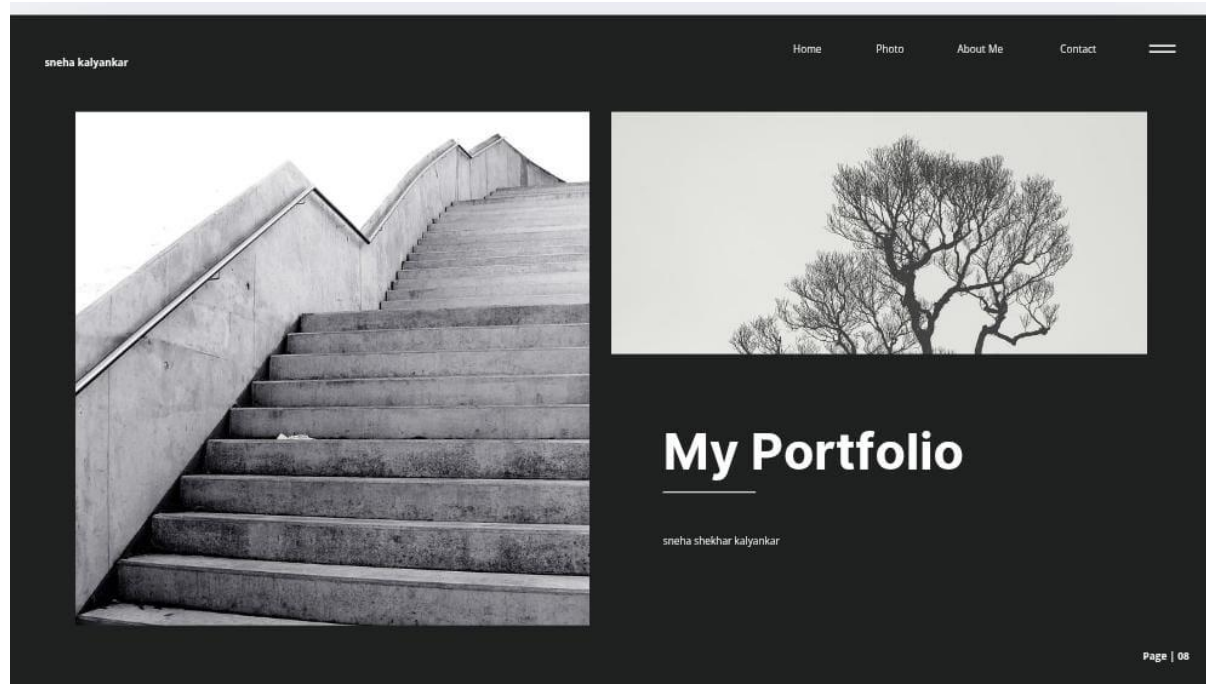 sneha kalyankar
Home Photo About Me Contact
My Portfolio
sneha shekhar kalyankar
Page | 08